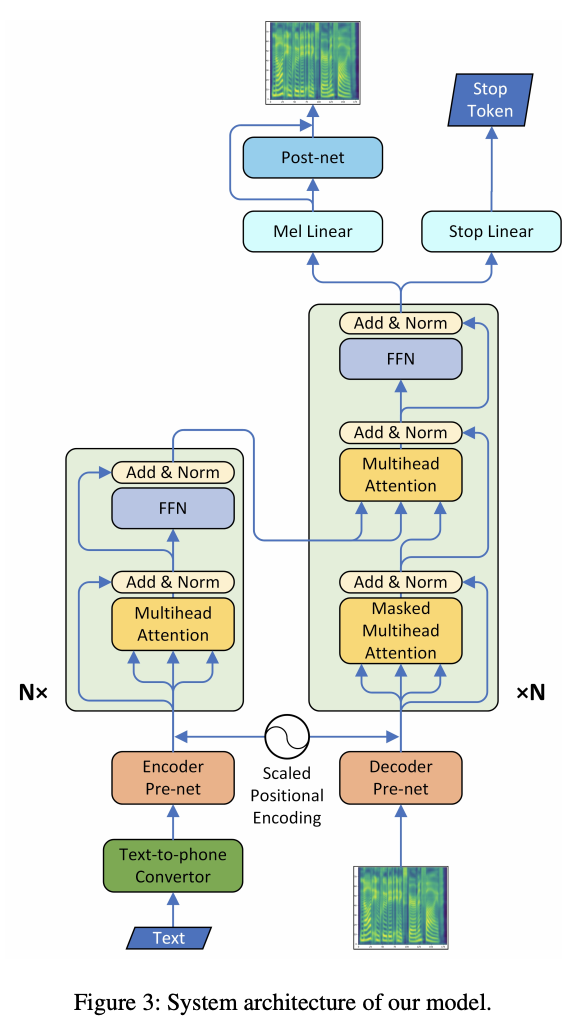 Stop
Token
Post-net
Mel Linear
Stop Linear
Add & Norm
FFN
Add & Norm
Multihead
Attention
Add & Norm
FFN
Add & Norm
Masked
Multihead
Attention
Add & Norm
Multihead
Attention
N×
×N
Encoder
Pre-net
Scaled
Positional
Encoding
Decoder
Pre-net
Text-to-phone
Convertor
Text
Figure 3: System architecture of our model.